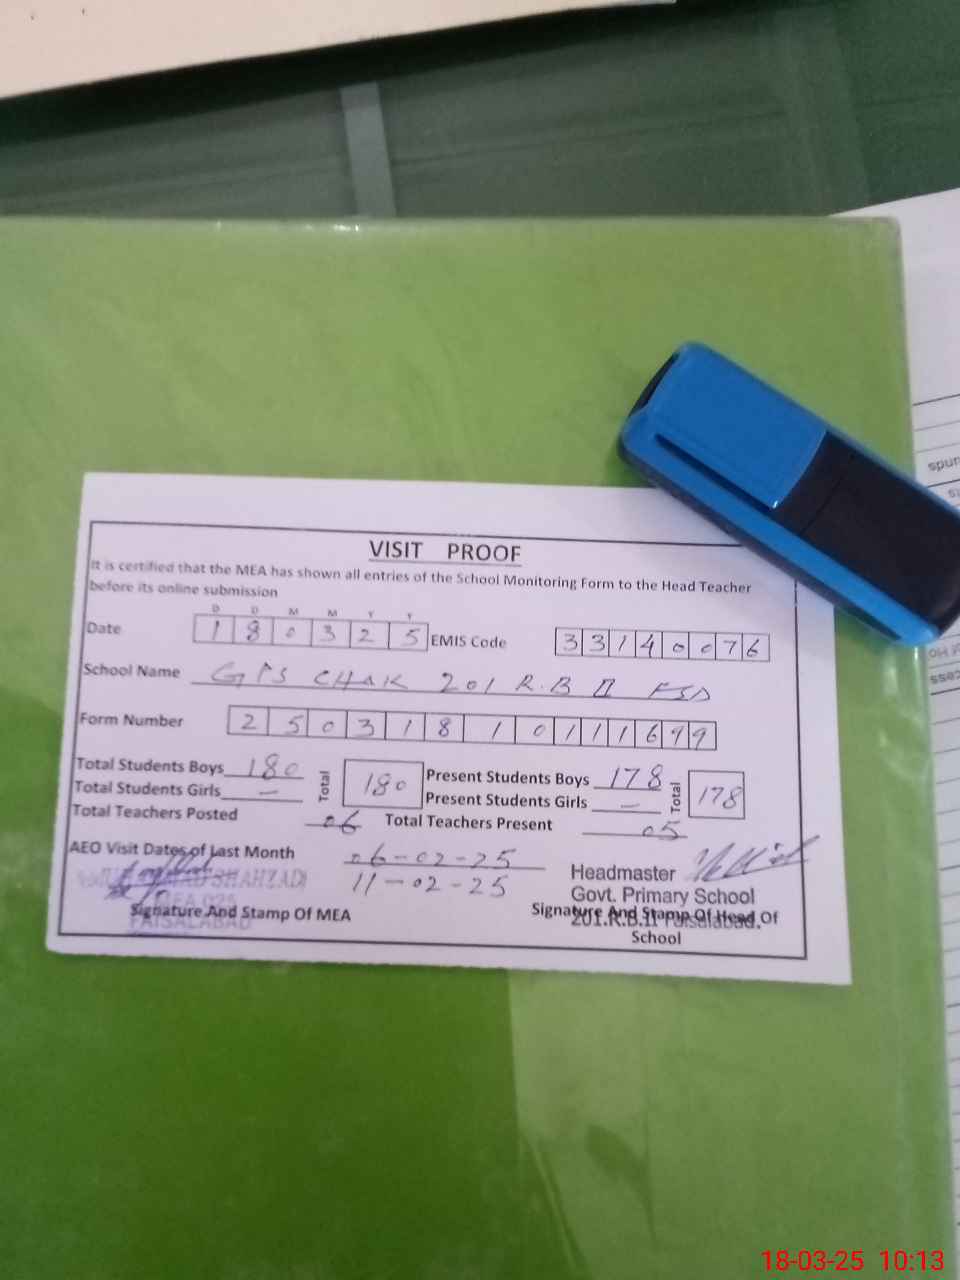 VISIT PROOF
It is certified that the MEA has shown all entries of the School Monitoring Form to the Head Teacher
before its online submission
D D M M Y Y
Date 1 8 0 3 2 5 EMIS Code 3 3 1 4 0 0 7 6
School Name GPS CHAK 201 R.B II FSD
Form Number 2 5 0 3 1 8 1 0 1 1 1 6 9 9
Total Students Boys 180 Total 180 Present Students Boys 178 Total 178
Total Students Girls — Present Students Girls —
Total Teachers Posted 06 Total Teachers Present 05
AEO Visit Dates of Last Month 06-02-25
11-02-25
Headmaster
Govt. Primary School
201.R.B.II Faisalabad.
SHAHZAD
FAISALABAD
Signature And Stamp Of MEA
Signature And Stamp Of Head Of
School
18-03-25 10:13